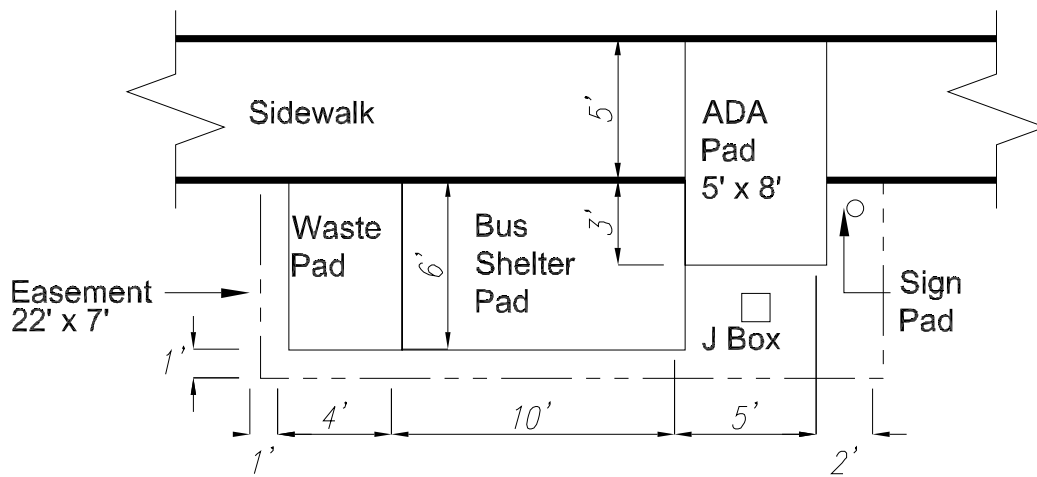 Sidewalk
5'
ADA
Pad
5' x 8'
Waste
Pad
6'
Bus
Shelter
Pad
3'
Easement
22' x 7'
Sign
Pad
J Box
1'
4'
10'
5'
1'
2'